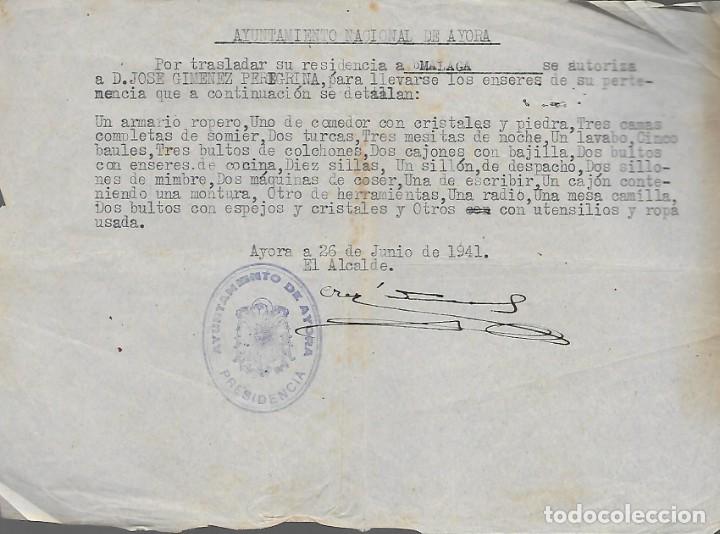 AYUNTAMIENTO NACIONAL DE AYORA
Por trasladar su residencia a MALAGA se autoriza
a D. JOSE GIMENEZ PEREGRINA, para llevarse los enseres de su perte-
nencia que a continuación se detallan:
Un armario ropero, Uno de comedor con cristales y piedra, Tres camas
completas de somier, Dos turcas, Tres mesitas de noche, Un lavabo, Cinco
baules, Tres bultos de colchones, Dos cajones con bajilla, Dos bultos
con enseres de cocina, Diez sillas, Un sillón de despacho, Dos sillo-
nes de mimbre, Dos máquinas de coser, Una de escribir, Un cajón conte-
niendo una montura, Otro de herramientas, Una radio, Una mesa camilla,
Dos bultos con espejos y cristales y Otros con utensilios y ropa
usada.
Ayora a 26 de Junio de 1941.
El Alcalde.
AYUNTAMIENTO DE AYORA
PRESIDENCIA
todocoleccion.net